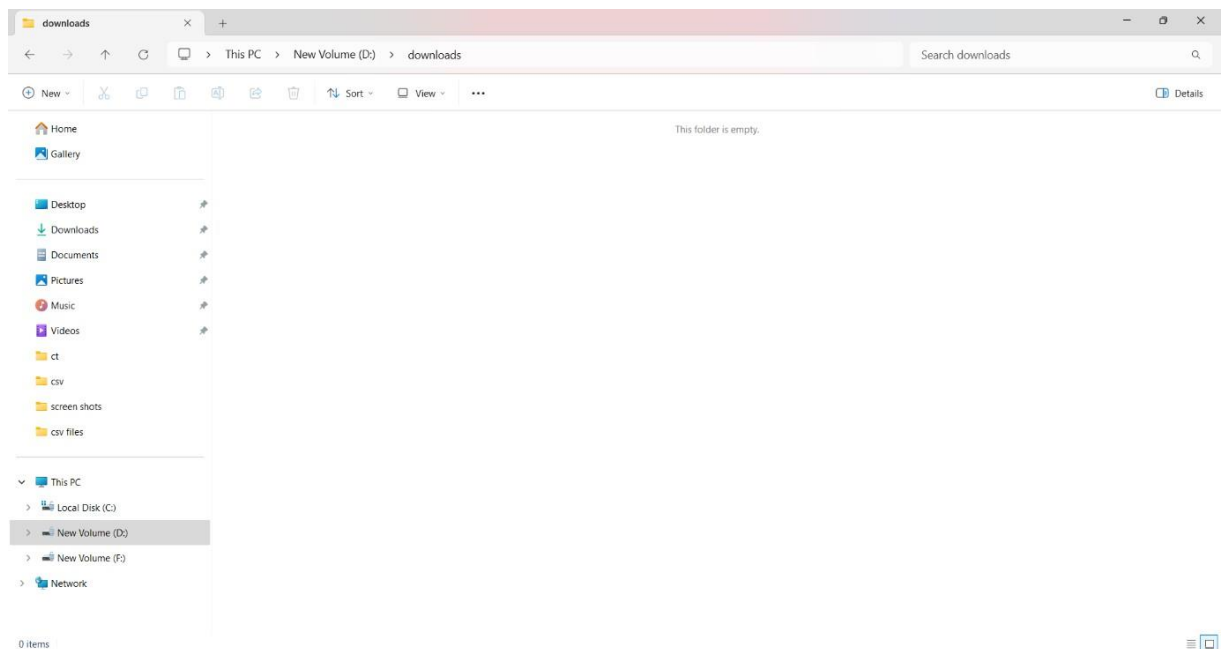 downloads
This PC > New Volume (D:) > downloads
Search downloads
New
Sort
View
Details
Home
Gallery
This folder is empty.
Desktop
Downloads
Documents
Pictures
Music
Videos
ct
csv
screen shots
csv files
This PC
Local Disk (C:)
New Volume (D:)
New Volume (F:)
Network
0 items